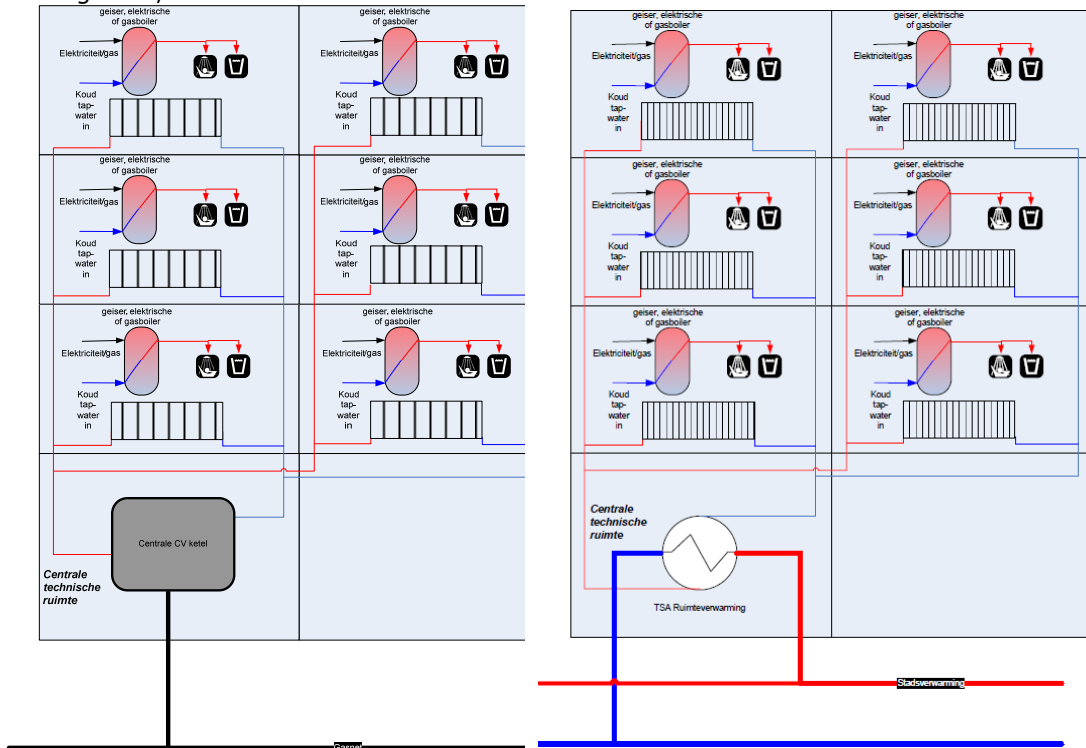 geiser, elektrische
of gasboiler
Elektriciteit/gas
Koud
tap-
water
in
geiser, elektrische
of gasboiler
Elektriciteit/gas
Koud
tap-
water
in
geiser, elektrische
of gasboiler
Elektriciteit/gas
Koud
tap-
water
in
geiser, elektrische
of gasboiler
Elektriciteit/gas
Koud
tap-
water
in
geiser, elektrische
of gasboiler
Elektriciteit/gas
Koud
tap-
water
in
geiser, elektrische
of gasboiler
Elektriciteit/gas
Koud
tap-
water
in
Centrale CV ketel
Centrale
technische
ruimte
geiser, elektrische
of gasboiler
Elektriciteit/gas
Koud
tap-
water
in
geiser, elektrische
of gasboiler
Elektriciteit/gas
Koud
tap-
water
in
geiser, elektrische
of gasboiler
Elektriciteit/gas
Koud
tap-
water
in
geiser, elektrische
of gasboiler
Elektriciteit/gas
Koud
tap-
water
in
geiser, elektrische
of gasboiler
Elektriciteit/gas
Koud
tap-
water
in
geiser, elektrische
of gasboiler
Elektriciteit/gas
Koud
tap-
water
in
Centrale
technische
ruimte
TSA Ruimteverwarming
Stadsverwarming